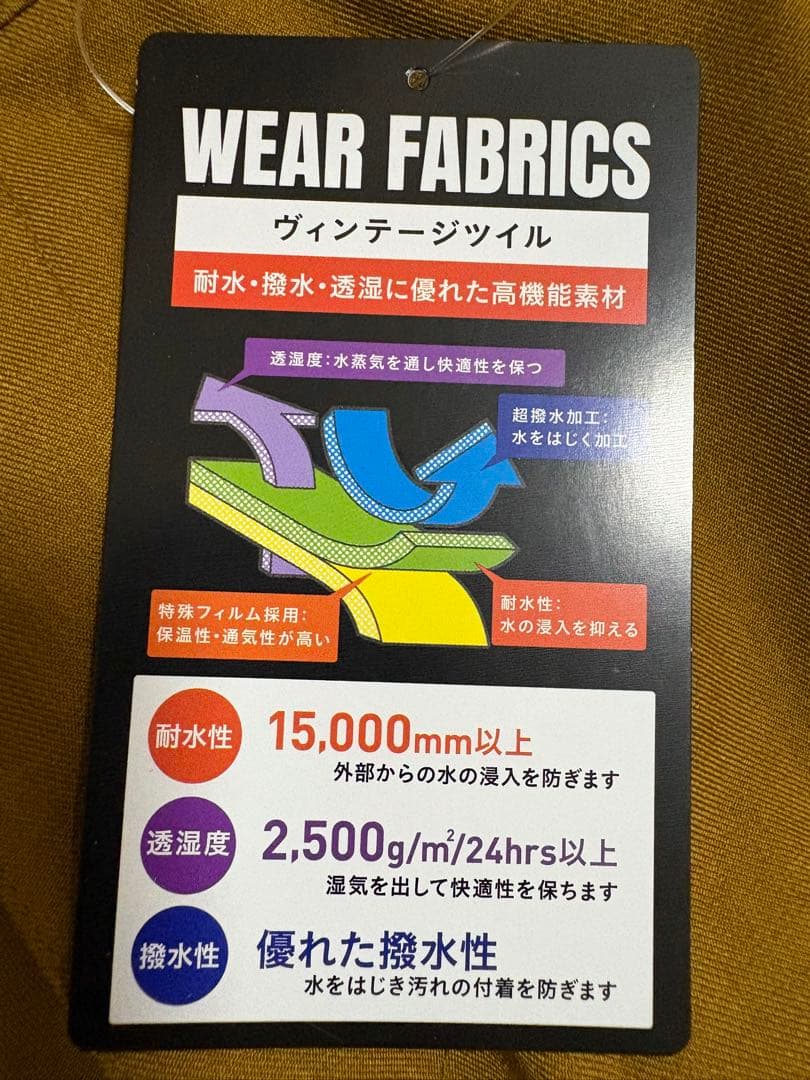 WEAR FABRICS
ヴィンテージツイル
耐水・撥水・透湿に優れた高機能素材
透湿度：水蒸気を通し快適性を保つ
超撥水加工：
水をはじく加工
特殊フィルム採用：
保温性・通気性が高い
耐水性：
水の浸入を抑える
耐水性
15,000mm以上
外部からの水の浸入を防ぎます
透湿度
2,500g/㎡/24hrs以上
湿気を出して快適性を保ちます
撥水性
優れた撥水性
水をはじき汚れの付着を防ぎます